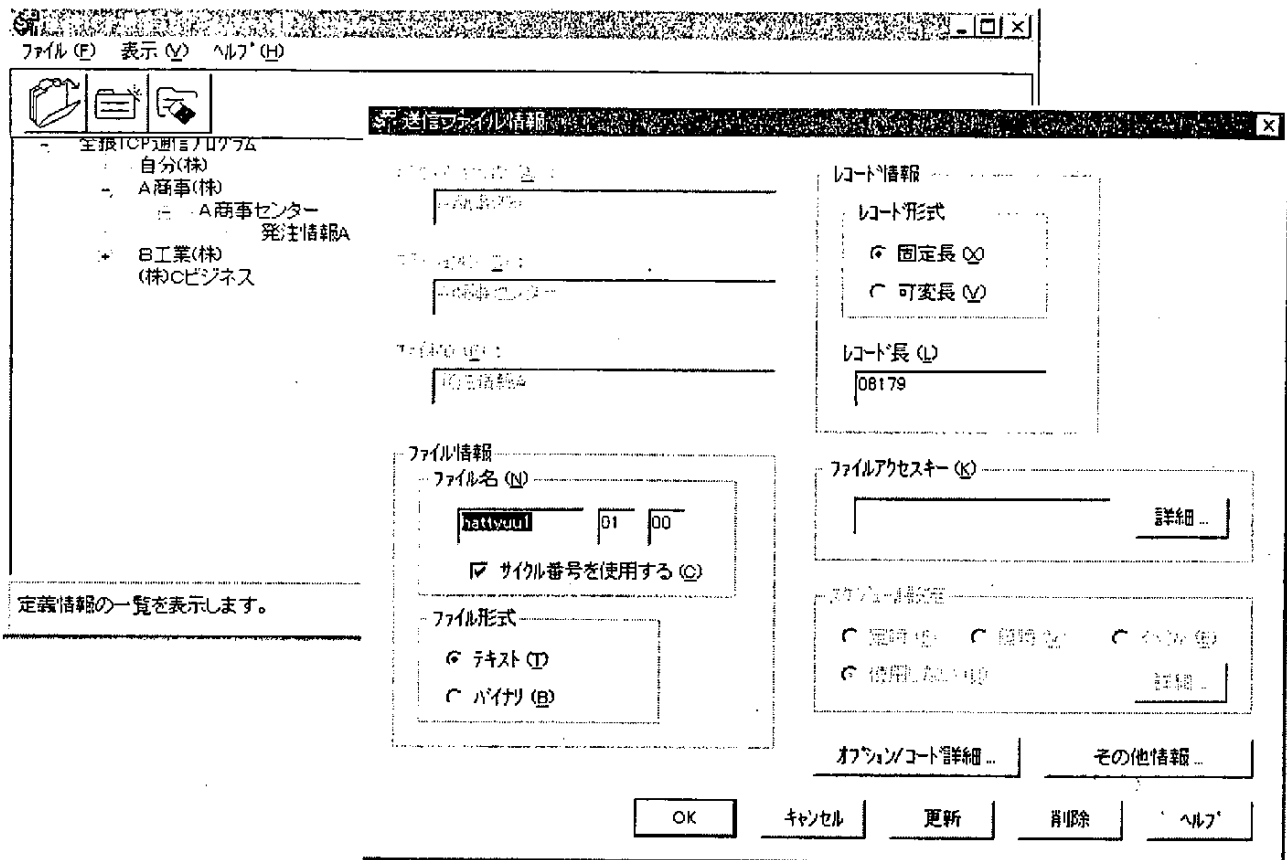 ファイル (F) 表示 (V) ヘルプ (H)
送信ファイル情報
全銀TCP通信プログラム
自分(株)
A商事(株)
A商事センター
発注情報A
B工業(株)
(株)Cビジネス
定義情報の一覧を表示します。
ファイル情報
ファイル名 (N)
hatiyuu1 01 00
サイクル番号を使用する (C)
ファイル形式
テキスト (T)
バイナリ (B)
レコード情報
レコード形式
固定長 (X)
可変長 (V)
レコード長 (L)
08179
ファイルアクセスキー (K)
詳細...
詳細...
オプション/コード詳細... その他情報...
OK キャンセル 更新 削除 ヘルプ